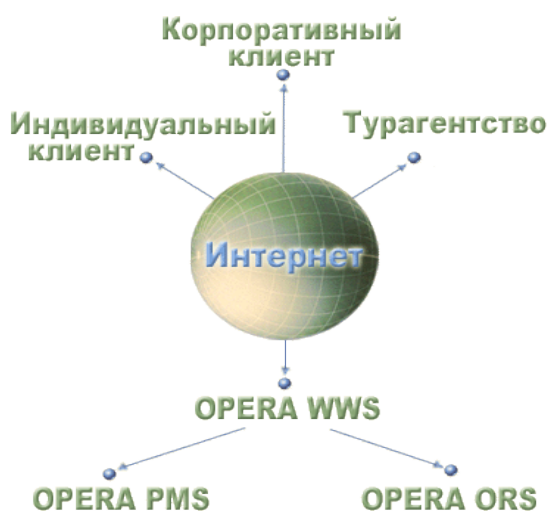 Корпоративный
клиент
Индивидуальный
клиент
Турагентство
Интернет
OPERA WWS
OPERA PMS
OPERA ORS